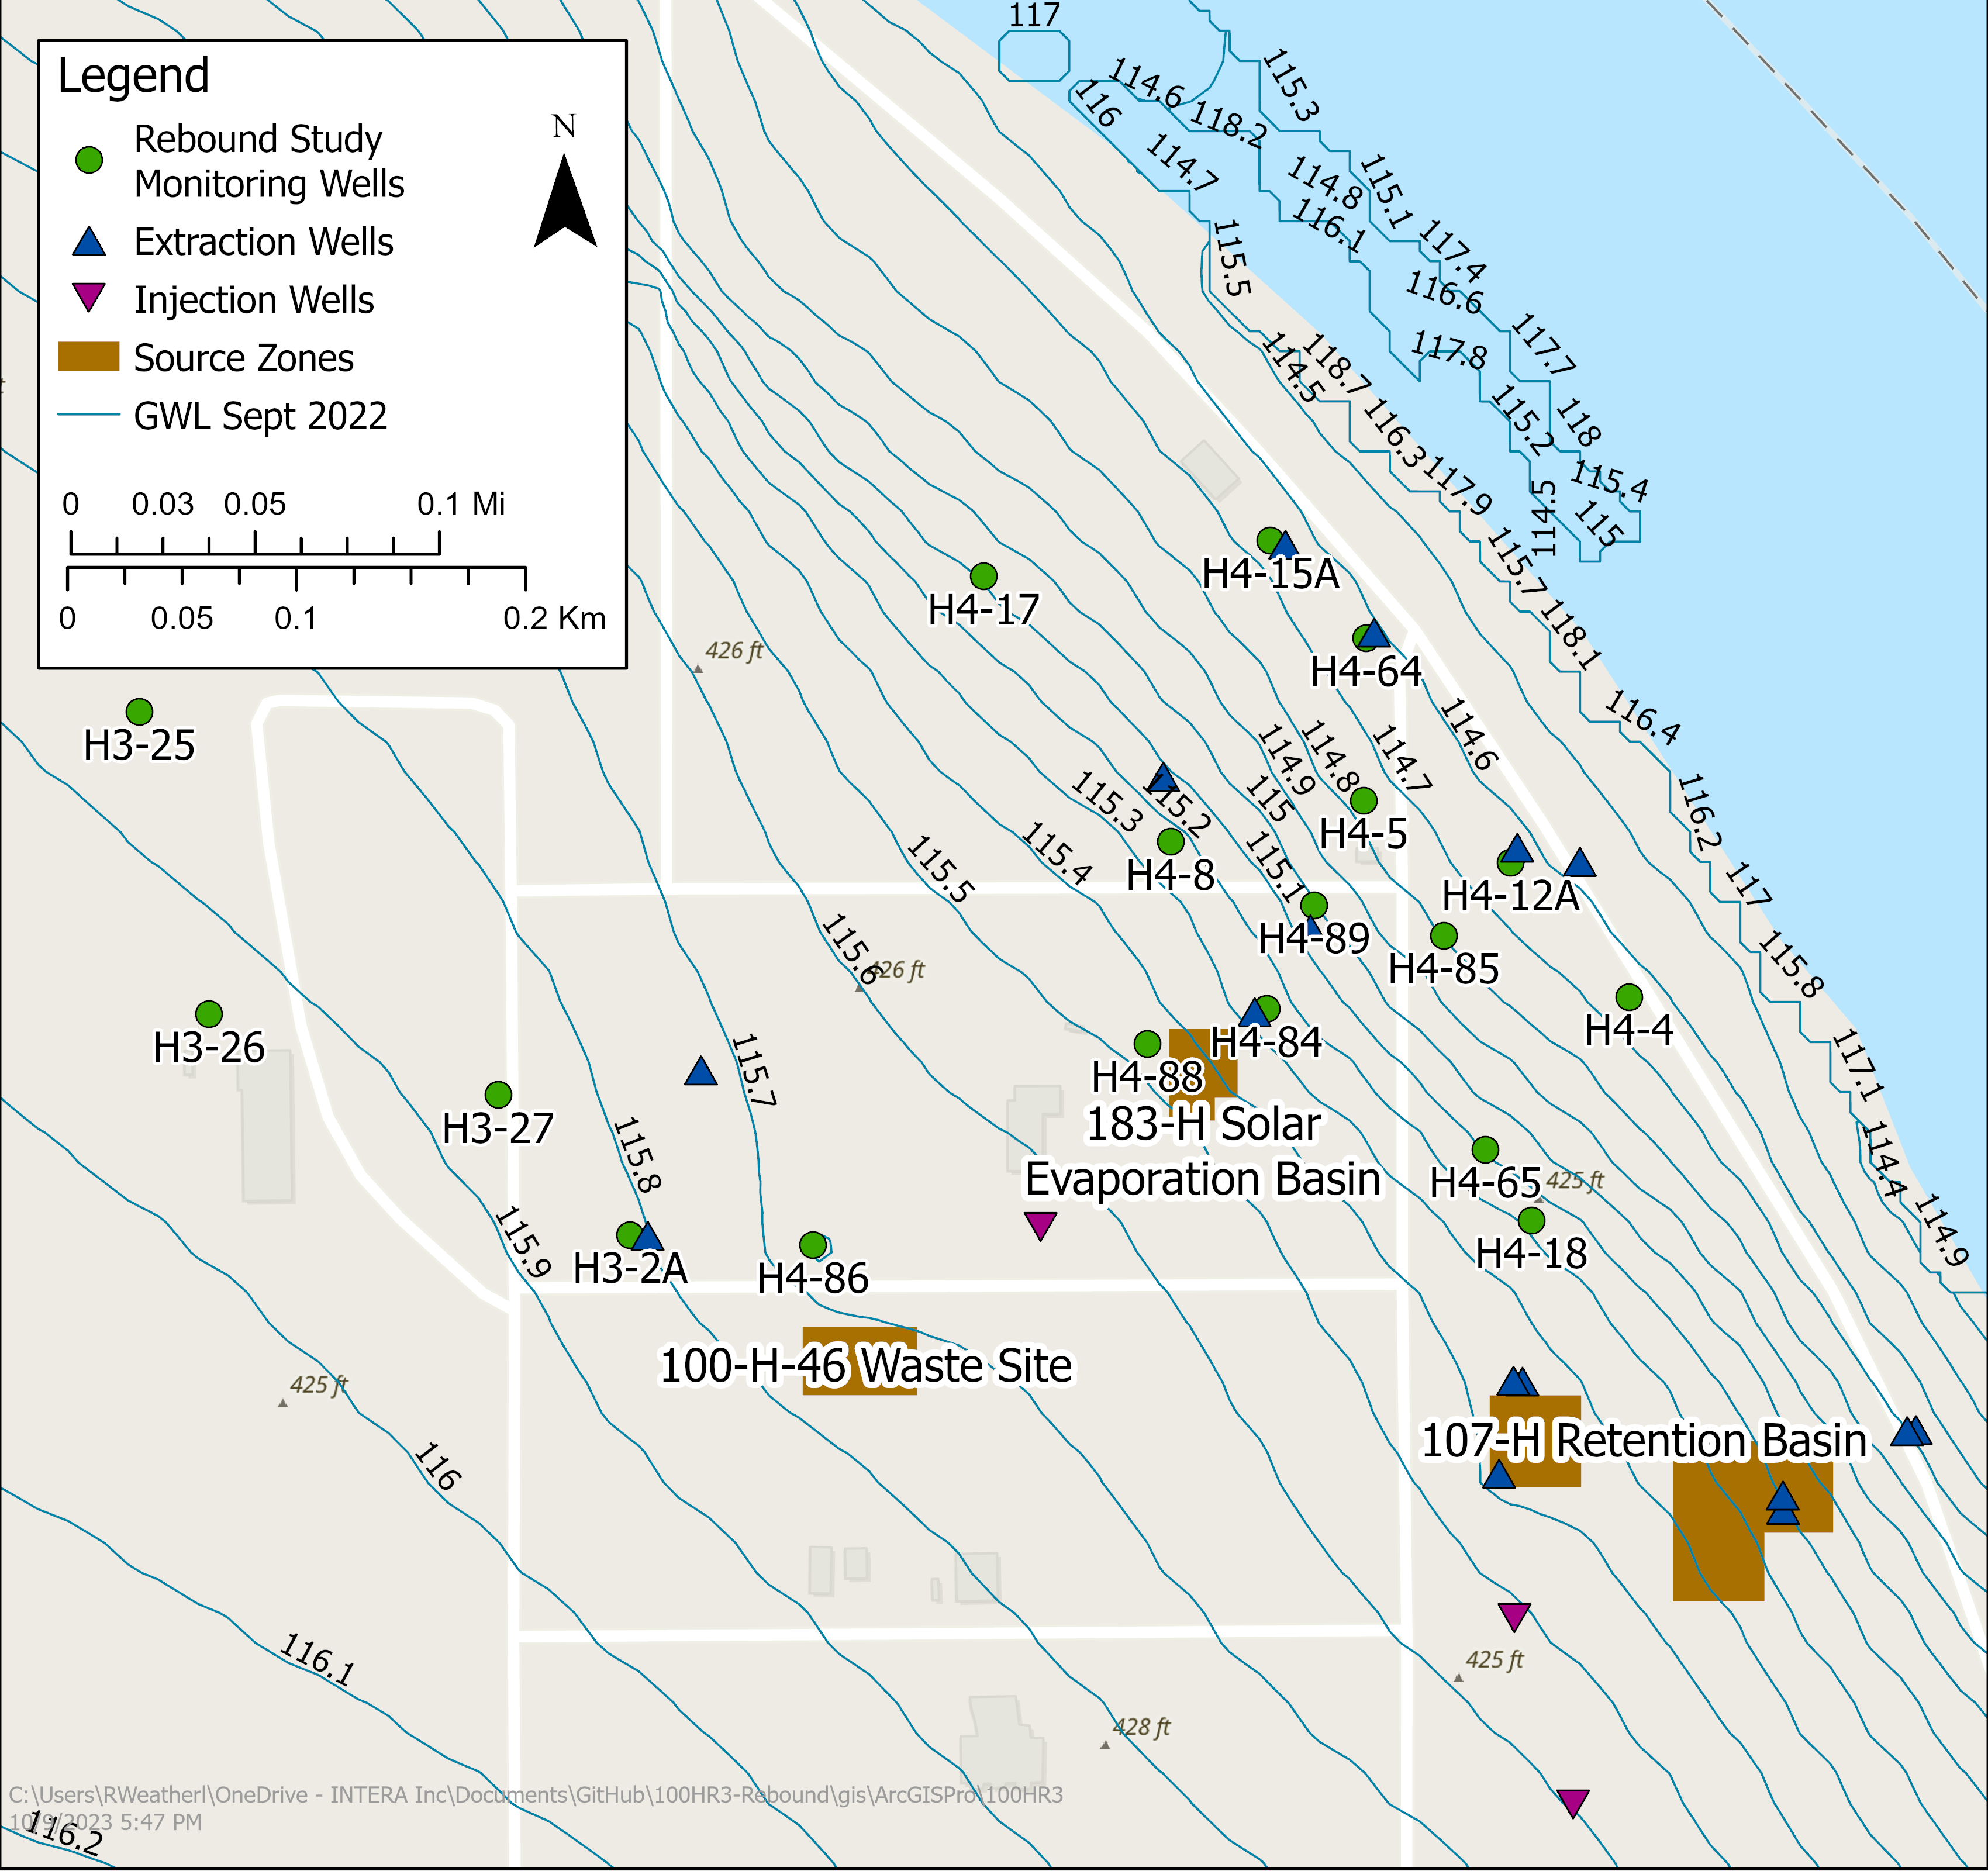 Legend
Rebound Study
Monitoring Wells
Extraction Wells
Injection Wells
Source Zones
GWL Sept 2022
N
0 0.03 0.05 0.1 Mi
0 0.05 0.1 0.2 Km
117
114.6
116
118.2
115.3
114.7
114.8
115.1
116.1
117.4
115.5
116.6
117.7
117.8
118.7
114.5
115.2
118
116.3
117.9
115.4
114.5
115
115.7
118.1
116.4
116.2
117
115.8
117.1
114.4
114.9
H4-15A
H4-17
H4-64
426 ft
H3-25
114.6
114.7
114.8
114.9
115
115.2
115.3
115.1
115.4
115.5
H4-5
H4-8
H4-12A
H4-89
H4-85
115.6
426 ft
H4-4
H3-26
H4-84
H4-88
115.7
183-H Solar
Evaporation Basin
H3-27
115.8
H4-65
425 ft
H4-18
115.9
H3-2A
H4-86
100-H-46 Waste Site
425 ft
107-H Retention Basin
116
116.1
425 ft
428 ft
C:\Users\RWeatherl\OneDrive - INTERA Inc\Documents\GitHub\100HR3-Rebound\gis\ArcGISPro\100HR3
10/9/2023 5:47 PM
116.2